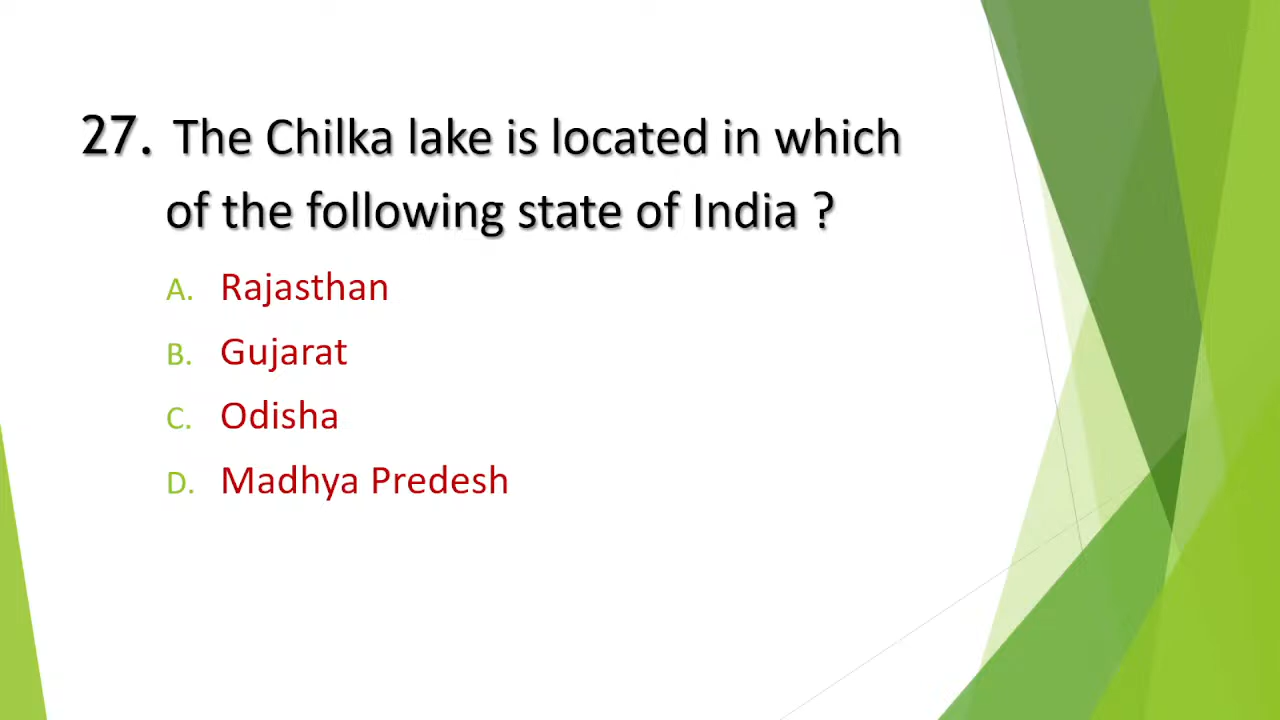 27. The Chilka lake is located in which
of the following state of India ?
A. Rajasthan
B. Gujarat
C. Odisha
D. Madhya Predesh